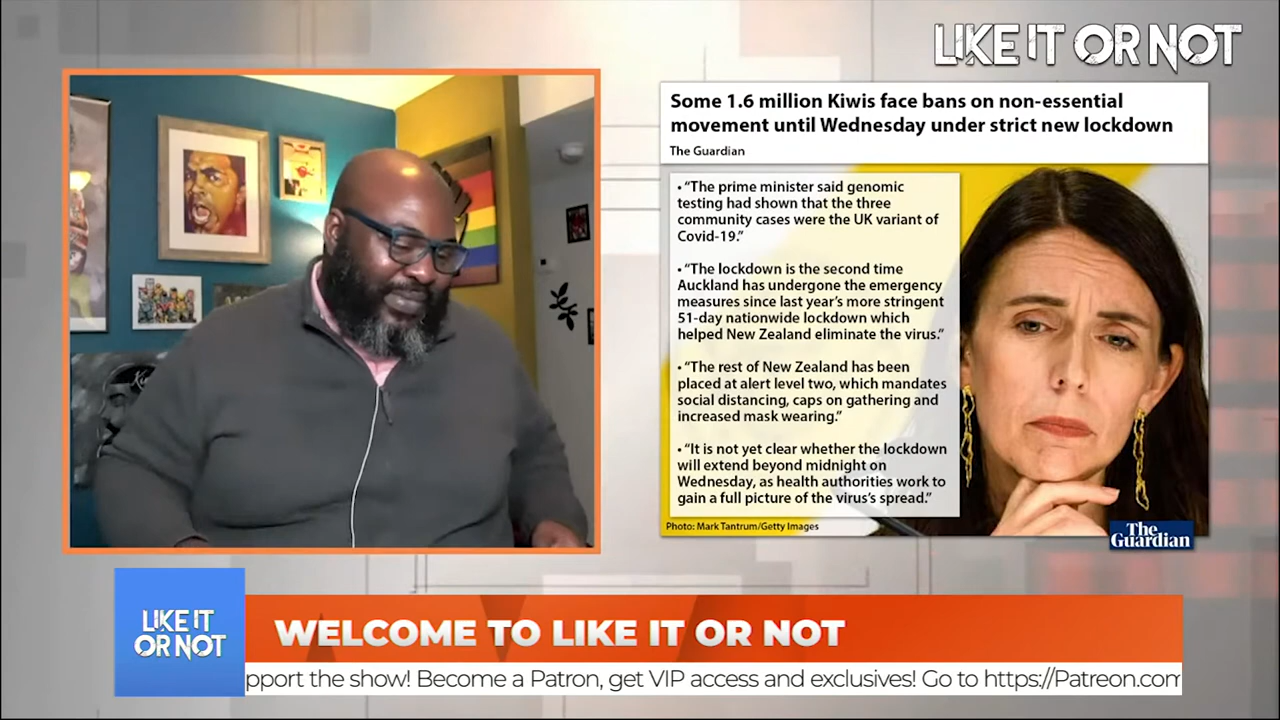 LIKE IT OR NOT
Some 1.6 million Kiwis face bans on non-essential
movement until Wednesday under strict new lockdown
The Guardian
• “The prime minister said genomic
testing had shown that the three
community cases were the UK variant of
Covid-19.”
• “The lockdown is the second time
Auckland has undergone the emergency
measures since last year’s more stringent
51-day nationwide lockdown which
helped New Zealand eliminate the virus.”
• “The rest of New Zealand has been
placed at alert level two, which mandates
social distancing, caps on gathering and
increased mask wearing.”
• “It is not yet clear whether the lockdown
will extend beyond midnight on
Wednesday, as health authorities work to
gain a full picture of the virus’s spread.”
Photo: Mark Tantrum/Getty Images
The
Guardian
LIKE IT
OR NOT
WELCOME TO LIKE IT OR NOT
pport the show! Become a Patron, get VIP access and exclusives! Go to https://Patreon.com